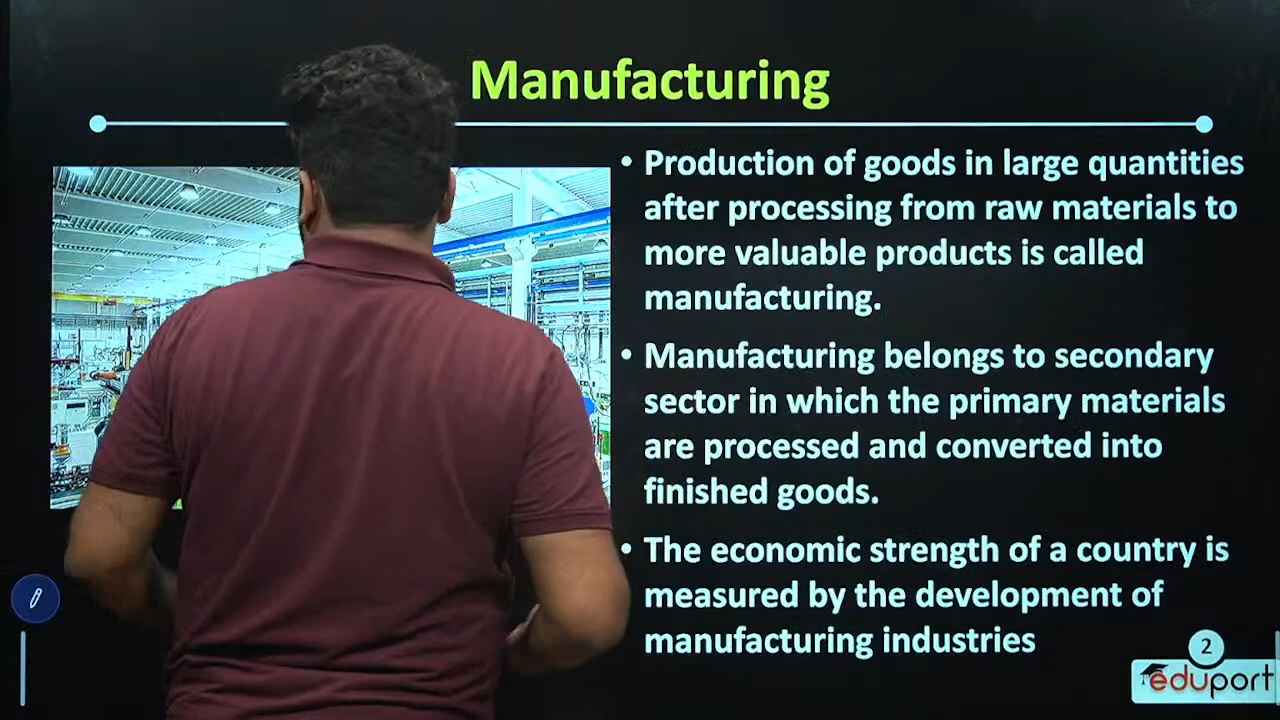 Manufacturing
• Production of goods in large quantities
after processing from raw materials to
more valuable products is called
manufacturing.
• Manufacturing belongs to secondary
sector in which the primary materials
are processed and converted into
finished goods.
• The economic strength of a country is
measured by the development of
manufacturing industries
2
eduport